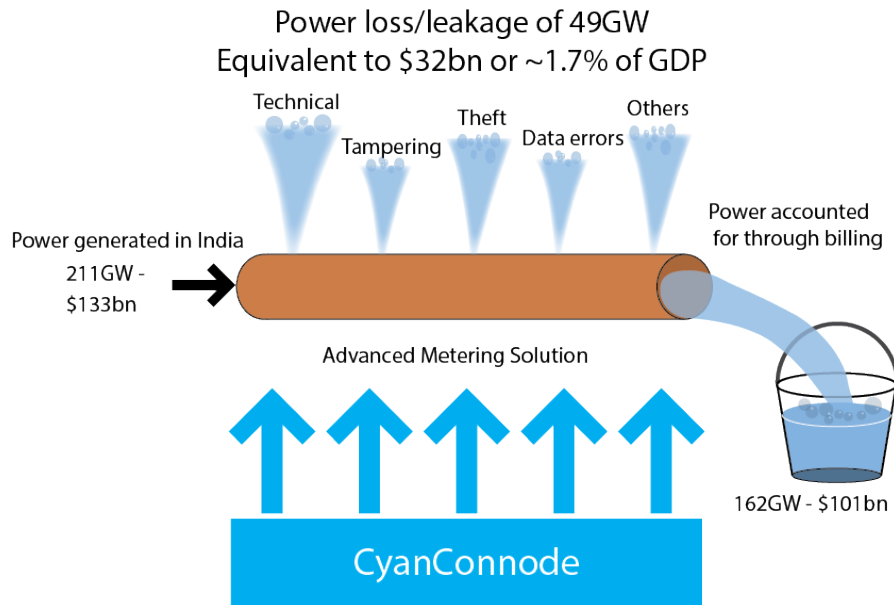 Power loss/leakage of 49GW
Equivalent to $32bn or ~1.7% of GDP
Technical
Tampering
Theft
Data errors
Others
Power generated in India
211GW -
$133bn
Power accounted
for through billing
Advanced Metering Solution
162GW - $101bn
CyanConnode